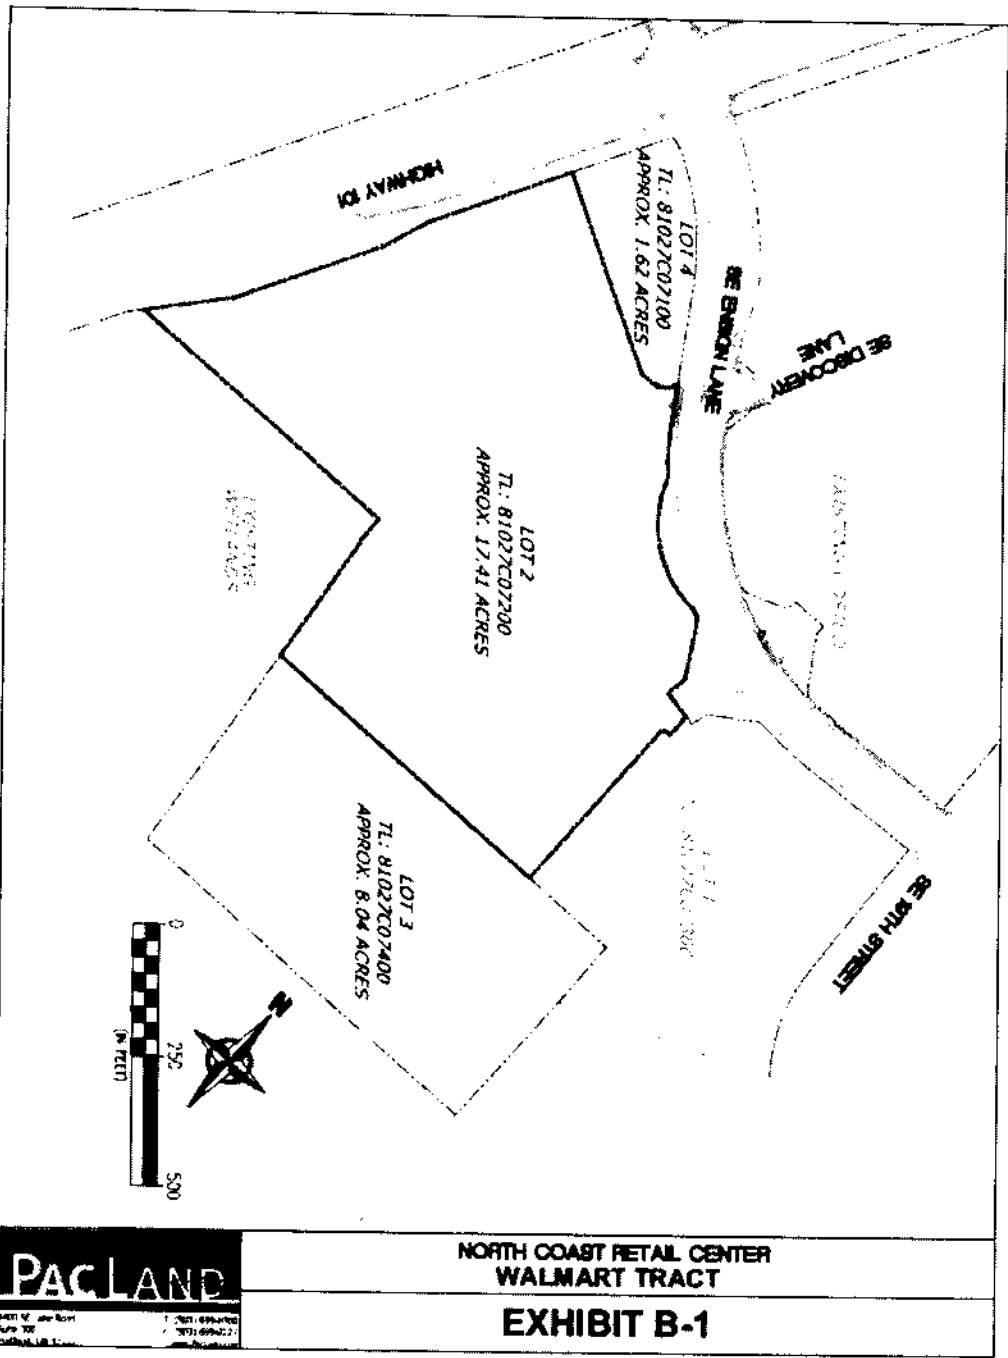 HIGHWAY 101
LOT 4
TL: 81027C07100
APPROX. 1.62 ACRES
SE ENSIGN LANE
SE DISCOVERY
LANE
LOT 2
TL: 81027C07200
APPROX. 17.41 ACRES
EXISTING
WETLANDS
LOT 3
TL: 81027C07400
APPROX. 8.04 ACRES
SE 19TH STREET
N
0
250
500
(IN FEET)
PACLAND
NORTH COAST RETAIL CENTER
WALMART TRACT
EXHIBIT B-1